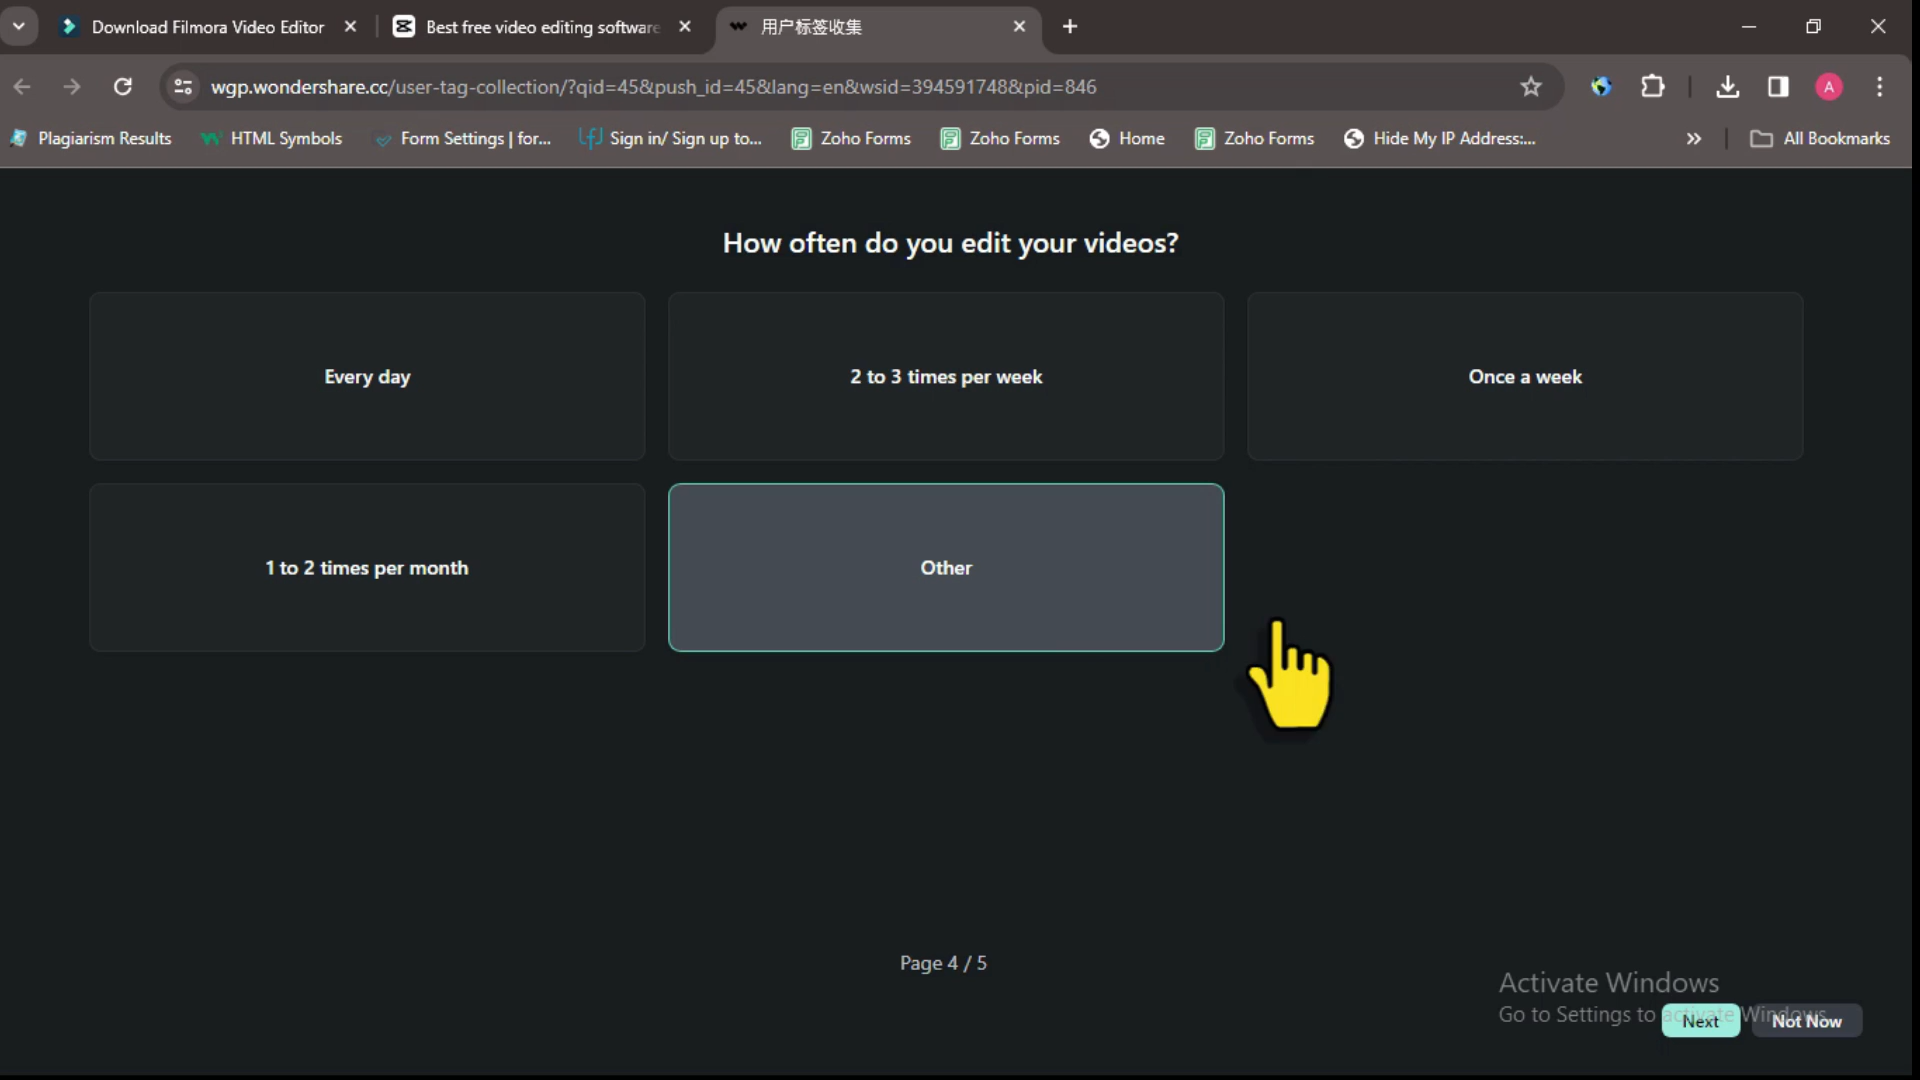 Download Filmora Video Editor
Best free video editing software
用户标签收集
wgp.wondershare.cc/user-tag-collection/?qid=45&push_id=45&lang=en&wsid=394591748&pid=846
A
Plagiarism Results
HTML Symbols
Form Settings | for...
Sign in/ Sign up to...
Zoho Forms
Zoho Forms
Home
Zoho Forms
Hide My IP Address:...
All Bookmarks
How often do you edit your videos?
Every day
2 to 3 times per week
Once a week
1 to 2 times per month
Other
Page 4 / 5
Activate Windows
Go to Settings to activate Windows.
Next
Not Now